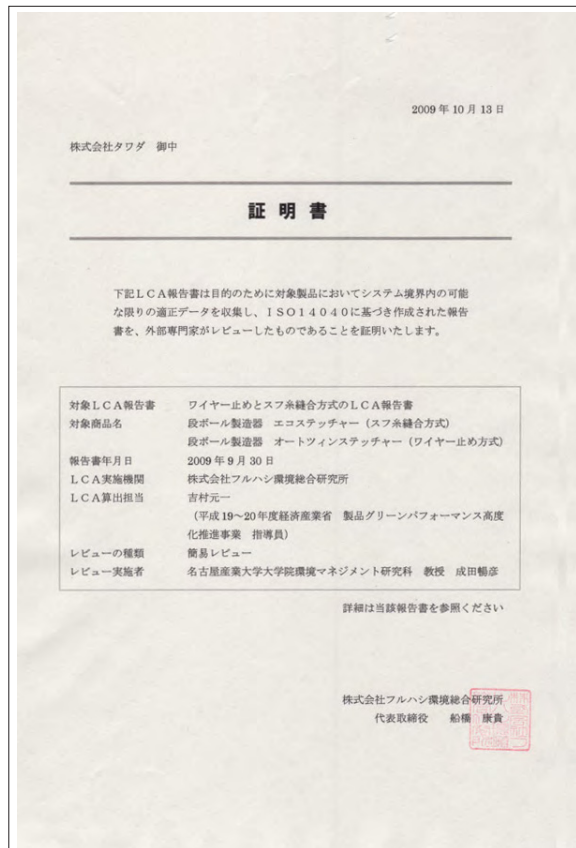 2009年10月13日
株式会社タワダ　御中
証 明 書
下記ＬＣＡ報告書は目的のために対象製品においてシステム境界内の可能
な限りの適正データを収集し、ＩＳＯ１４０４０に基づき作成された報告
書を、外部専門家がレビューしたものであることを証明いたします。
対象ＬＣＡ報告書　ワイヤー止めとスフ糸縫合方式のＬＣＡ報告書
対象商品名　段ボール製造器　エコステッチャー（スフ糸縫合方式）
段ボール製造器　オートツィンステッチャー（ワイヤー止め方式）
報告書年月日　2009年9月30日
ＬＣＡ実施機関　株式会社フルハシ環境総合研究所
ＬＣＡ算出担当　吉村元一
（平成19～20年度経済産業省　製品グリーンパフォーマンス高度
化推進事業　指導員）
レビューの種類　簡易レビュー
レビュー実施者　名古屋産業大学大学院環境マネジメント研究科　教授　成田暢彦
詳細は当該報告書を参照ください
株式会社フルハシ環境総合研究所
代表取締役　船橋　康貴